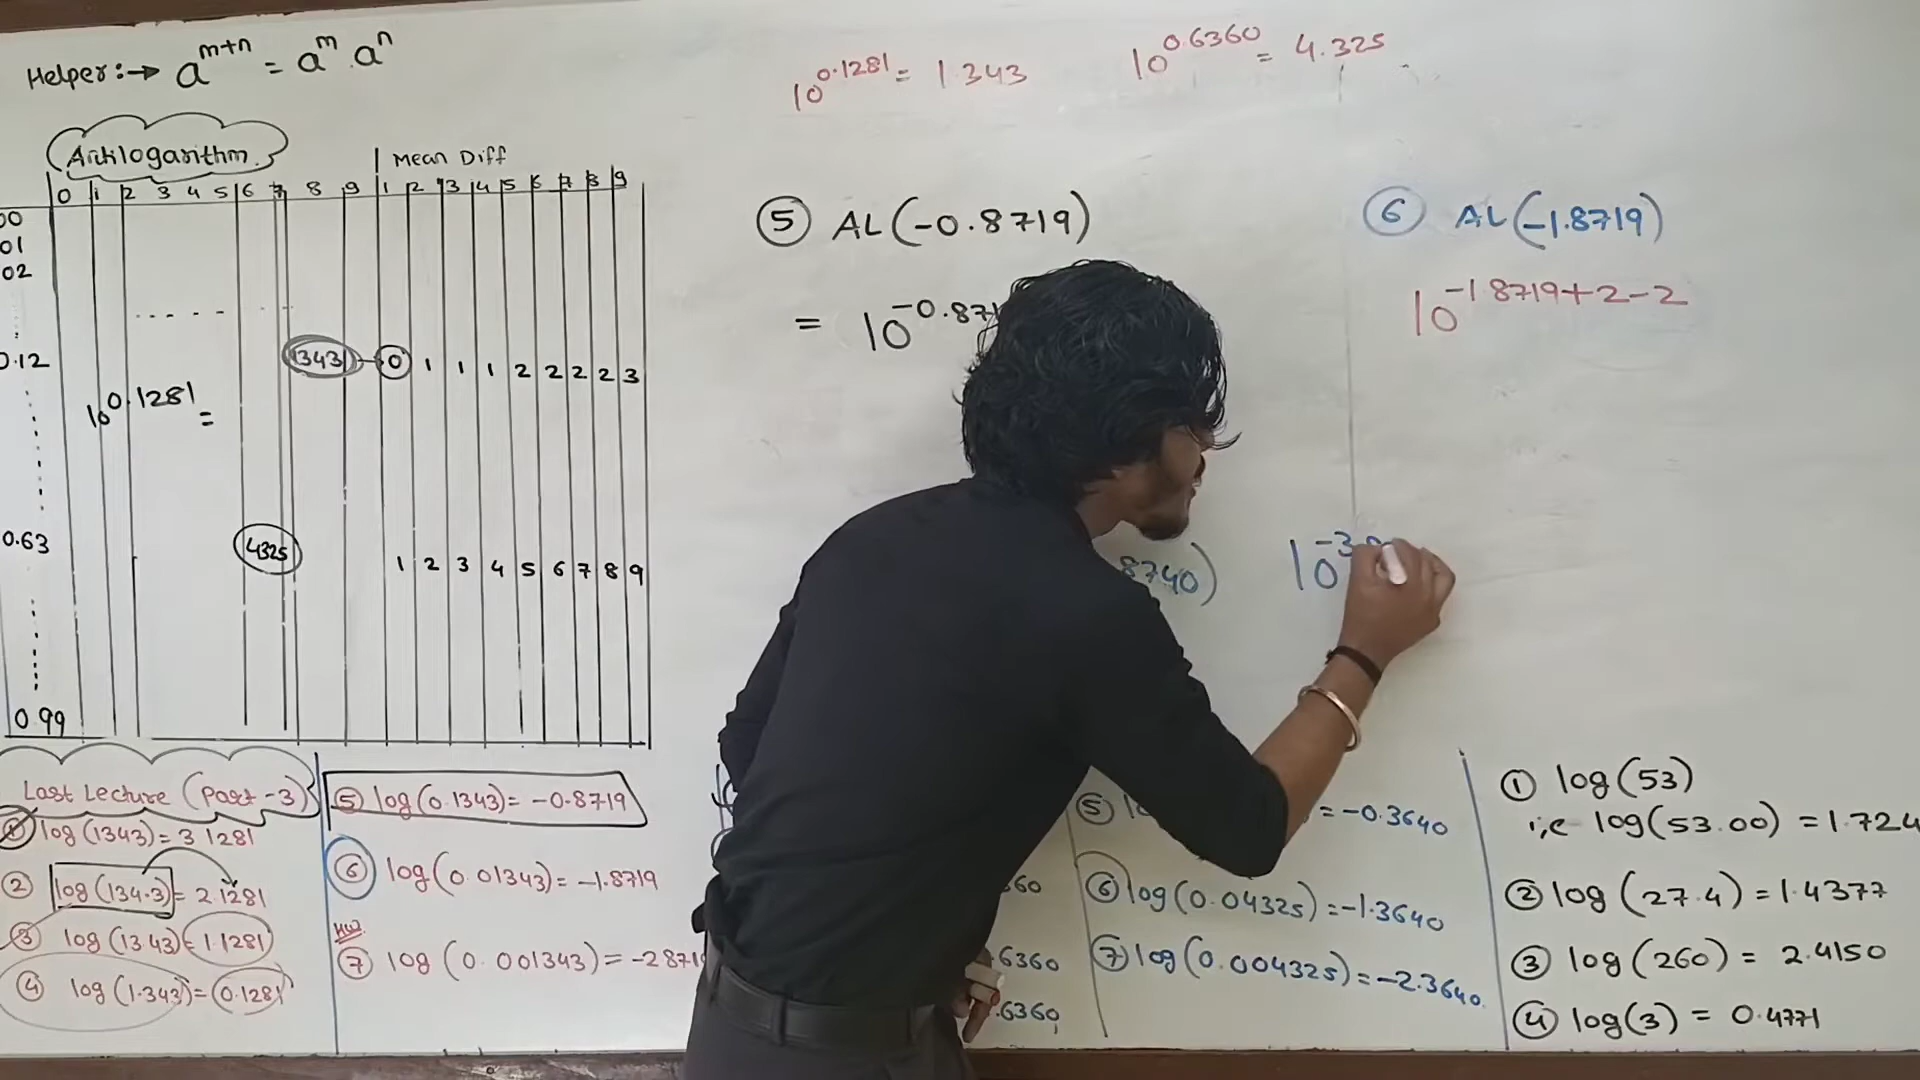 Helper:→ a^{m+n} = a^m . a^n
10^{0.1281} = 1.343
10^{0.6360} = 4.325
Antilogarithm
Mean Diff
0 1 2 3 4 5 6 7 8 9 1 2 3 4 5 6 7 8 9
00
01
02
0.12 1343 0 1 1 1 2 2 2 2 3
10^{0.1281} =
0.63 4325 1 2 3 4 5 6 7 8 9
0.99
⑤ AL(-0.8719)
= 10^{-0.871
⑥ AL(-1.8719)
10^{-1.8719+2-2}
8740)
10^{-3.
Last Lecture (Part-3)
① log(1343)=3.1281
② log(134.3)=2.1281
③ log(13.43)=1.1281
④ log(1.343)=0.1281
⑤ log(0.1343)=-0.8719
⑥ log(0.01343)=-1.8719
HW
⑦ log(0.001343)=-2.8719
360
.6360
.6360
⑤ lo =-0.3640
⑥ log(0.04325)=-1.3640
⑦ log(0.004325)=-2.3640
① log(53)
i,e log(53.00)=1.724
② log(27.4)=1.4377
③ log(260)=2.4150
④ log(3)=0.4771